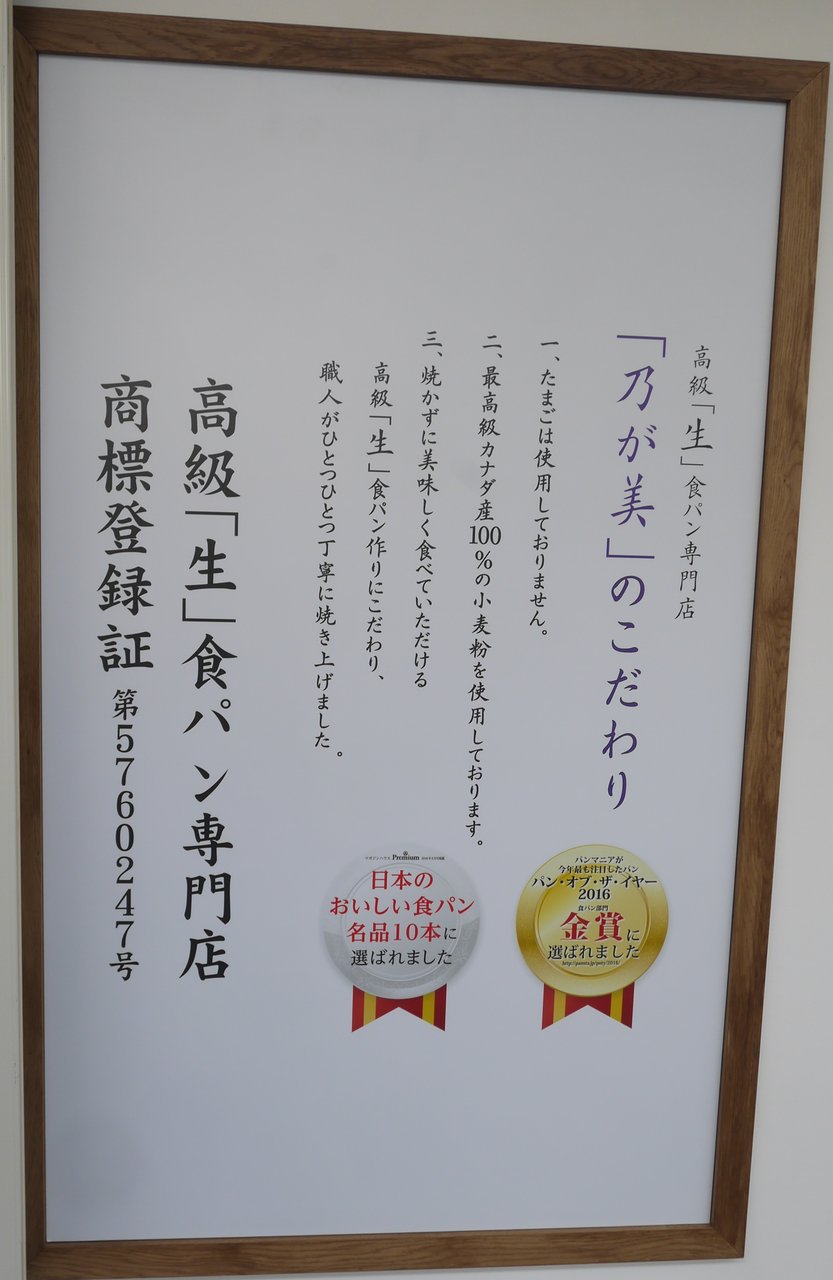 高級「生」食パン専門店
「乃が美」のこだわり
一、たまごは使用しておりません。
二、最高級カナダ産100％の小麦粉を使用しております。
三、焼かずに美味しく食べていただける
高級「生」食パン作りにこだわり、
職人がひとつひとつ丁寧に焼き上げました。
高級「生」食パン専門店
商標登録証 第5760247号
パンマニアが
今年最も注目したパン
パン・オブ・ザ・イヤー
2016
食パン部門
金賞に
選ばれました
マガジンハウス Premium
日本の
おいしい食パン
名品10本に
選ばれました